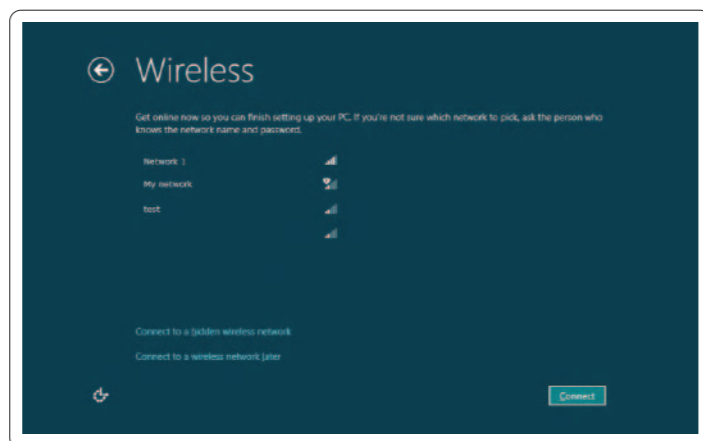 Wireless
Get online now so you can finish setting up your PC. If you're not sure which network to pick, ask the person who
knows the network name and password.
Network 1
My network
test
Connect to a hidden wireless network
Connect to a wireless network later
Connect